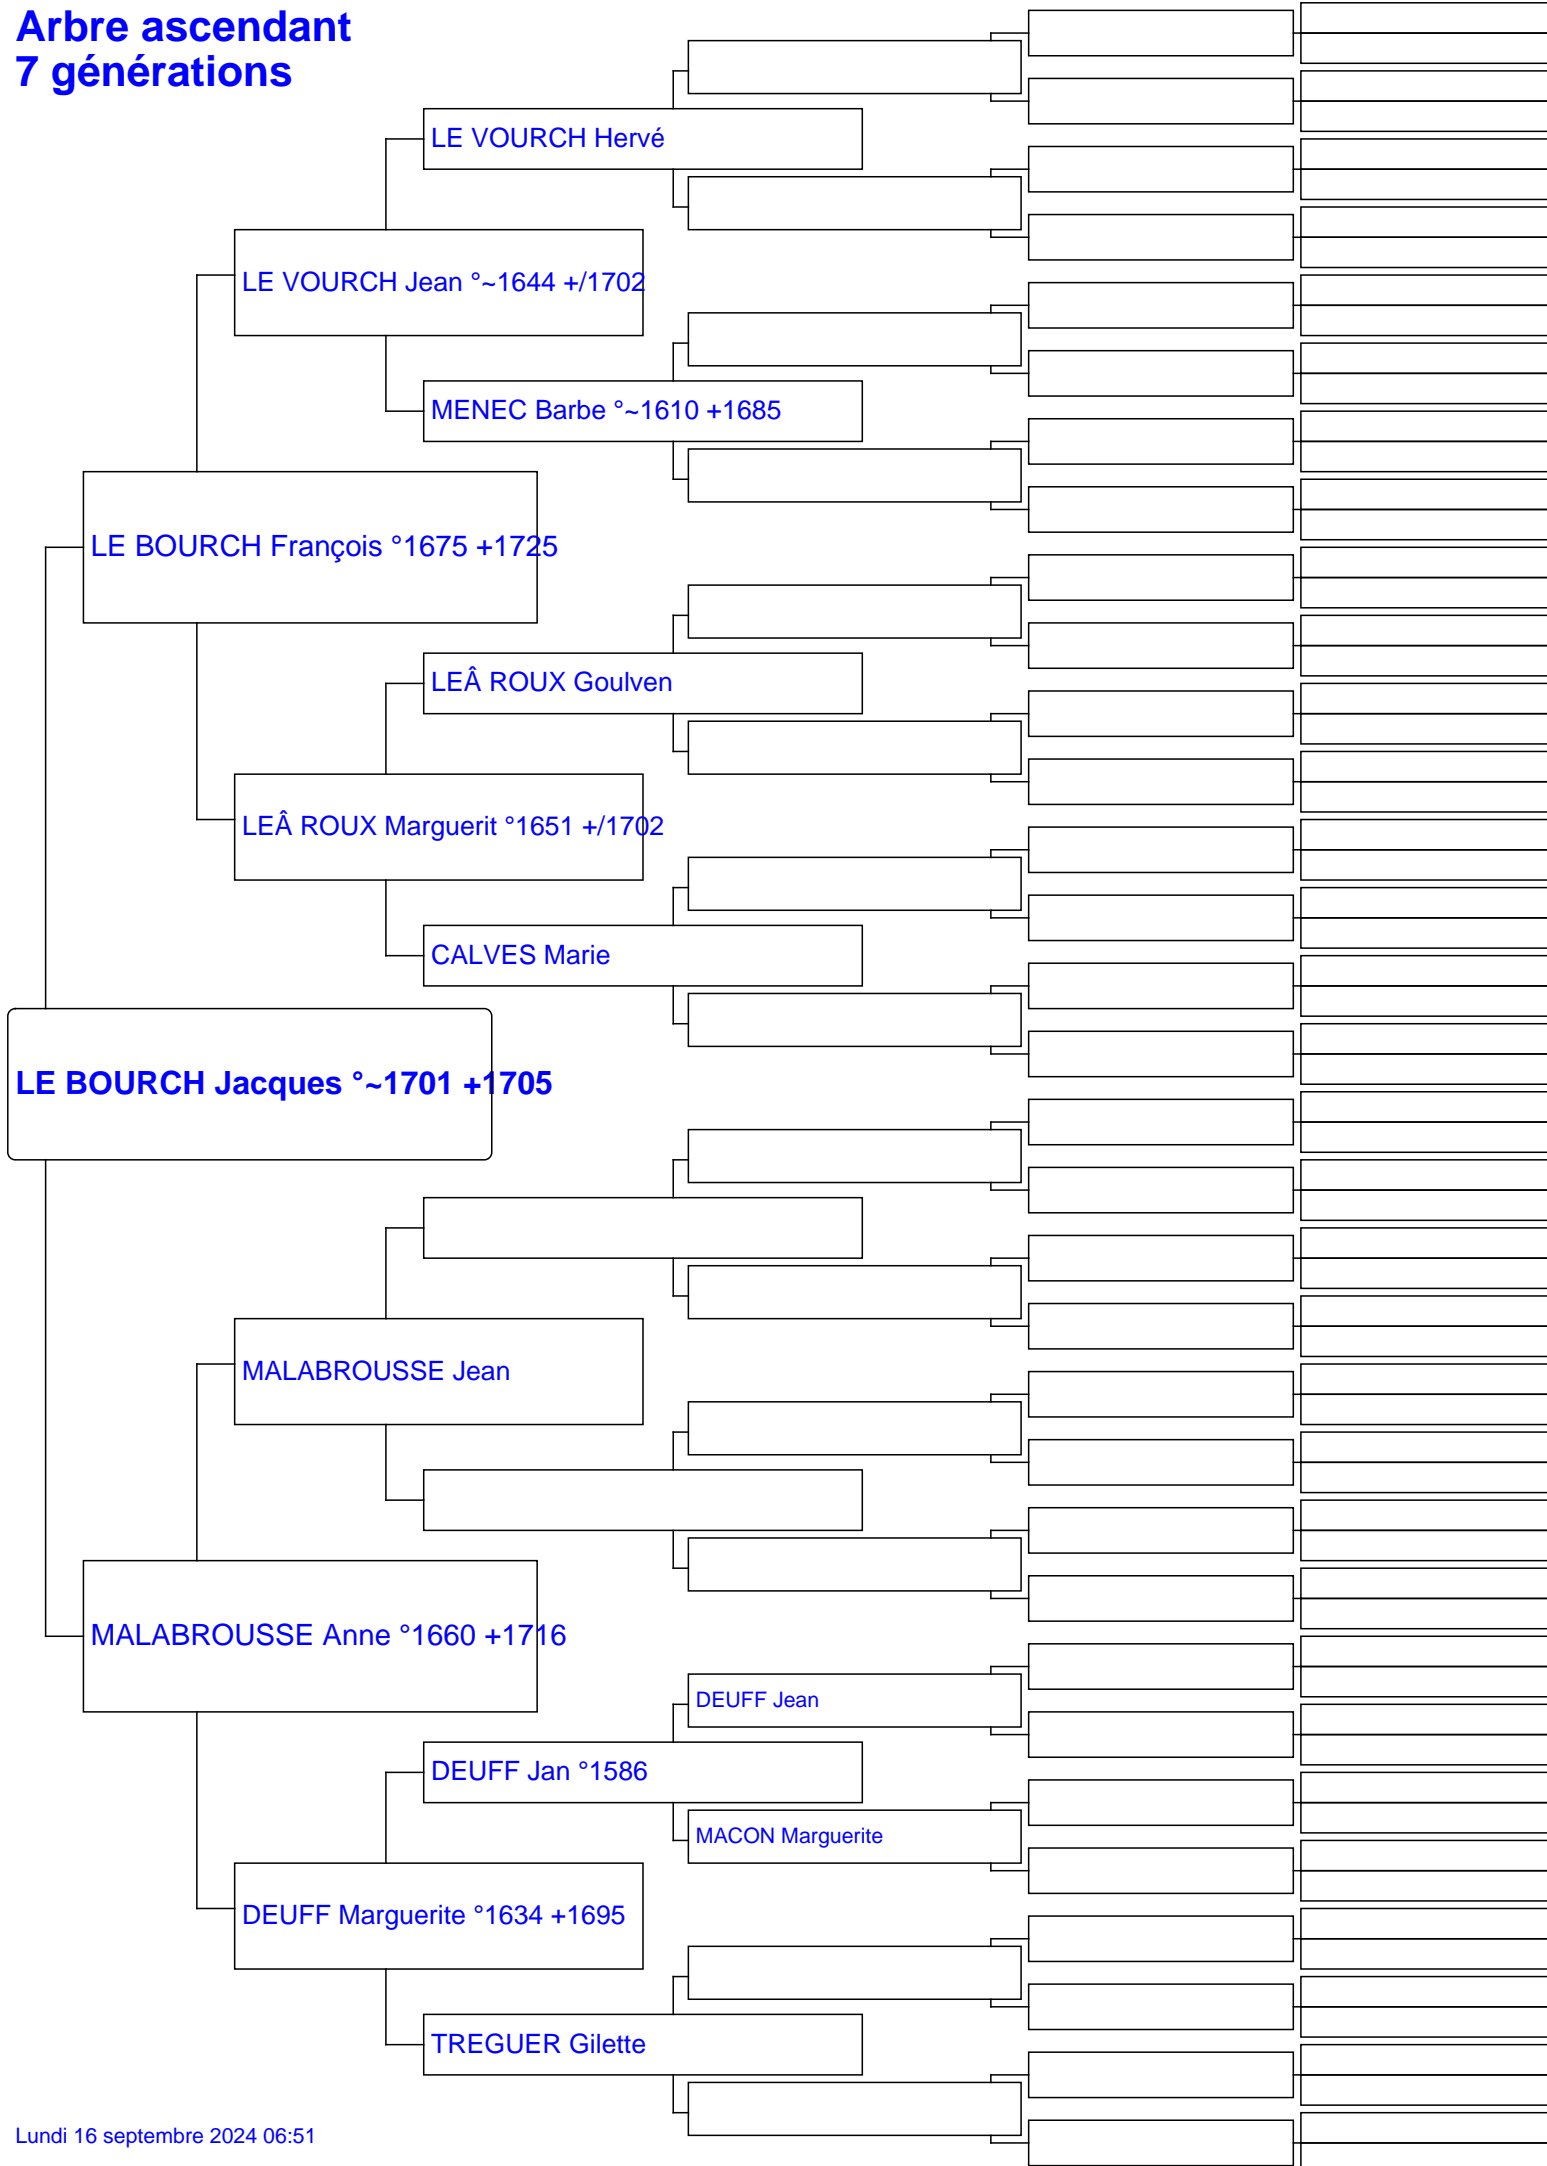 Arbre ascendant
7 générations
LE VOURCH Hervé
LE VOURCH Jean °~1644 +/1702
MENEC Barbe °~1610 +1685
LE BOURCH François °1675 +1725
LEÂ ROUX Goulven
LEÂ ROUX Marguerit °1651 +/1702
CALVES Marie
LE BOURCH Jacques °~1701 +1705
MALABROUSSE Jean
MALABROUSSE Anne °1660 +1716
DEUFF Jean
DEUFF Jan °1586
MACON Marguerite
DEUFF Marguerite °1634 +1695
TREGUER Gilette
Lundi 16 septembre 2024 06:51